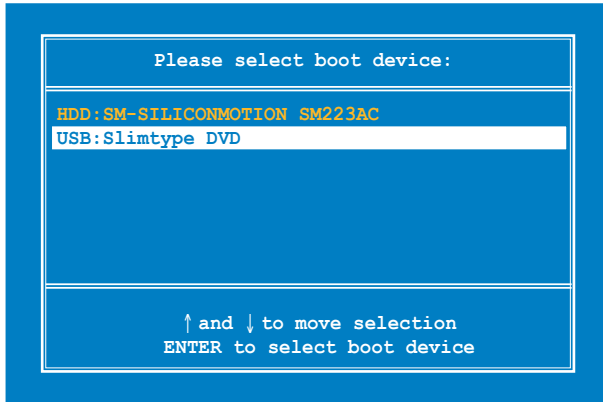 Please select boot device:
HDD:SM-SILICONMOTION SM223AC
USB:Slimtype DVD
↑ and ↓ to move selection
ENTER to select boot device